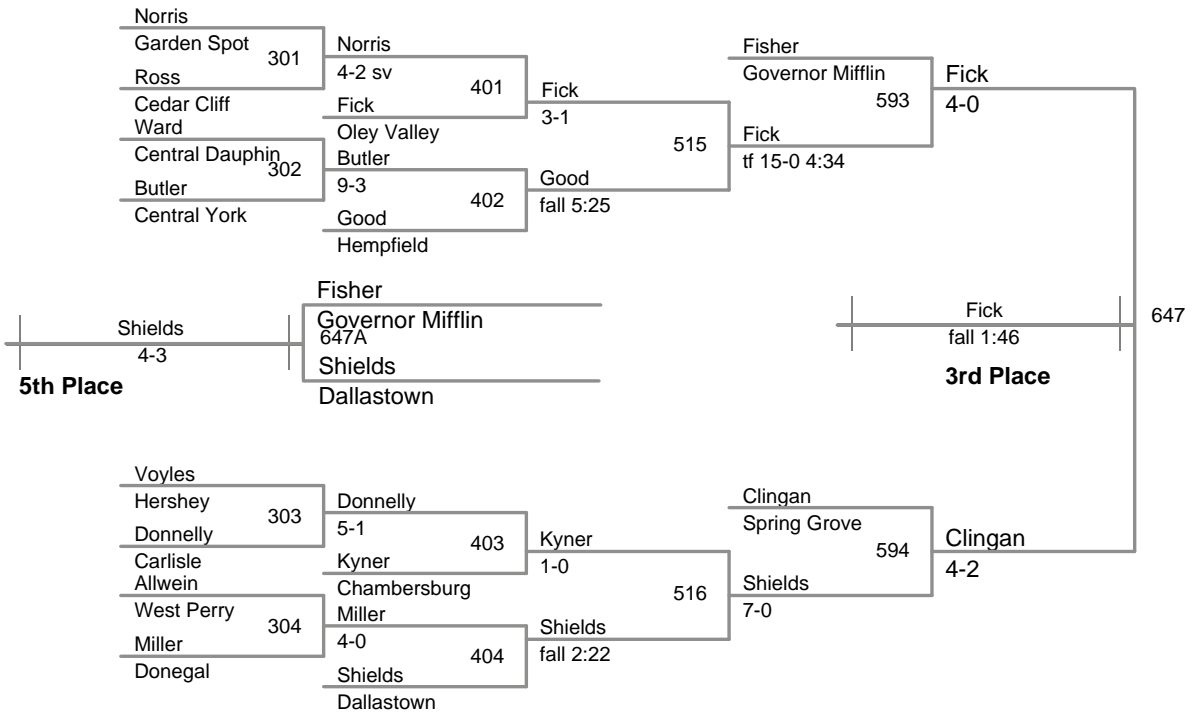 Norris
Garden Spot
301
Ross
Cedar Cliff
Ward
Central Dauphin
302
Butler
Central York
Norris
4-2 sv
401
Fick
Oley Valley
Butler
9-3
402
Good
Hempfield
Fick
3-1
515
Good
fall 5:25
Fisher
Governor Mifflin
593
Fick
tf 15-0 4:34
Fick
4-0
Fisher
Governor Mifflin
647A
Shields
Dallastown
Shields
4-3
5th Place
Fick
fall 1:46
3rd Place
647
Voyles
Hershey
303
Donnelly
Carlisle
Allwein
West Perry
304
Miller
Donegal
Donnelly
5-1
403
Kyner
Chambersburg
Miller
4-0
404
Shields
Dallastown
Kyner
1-0
516
Shields
fall 2:22
Clingan
Spring Grove
594
Shields
7-0
Clingan
4-2